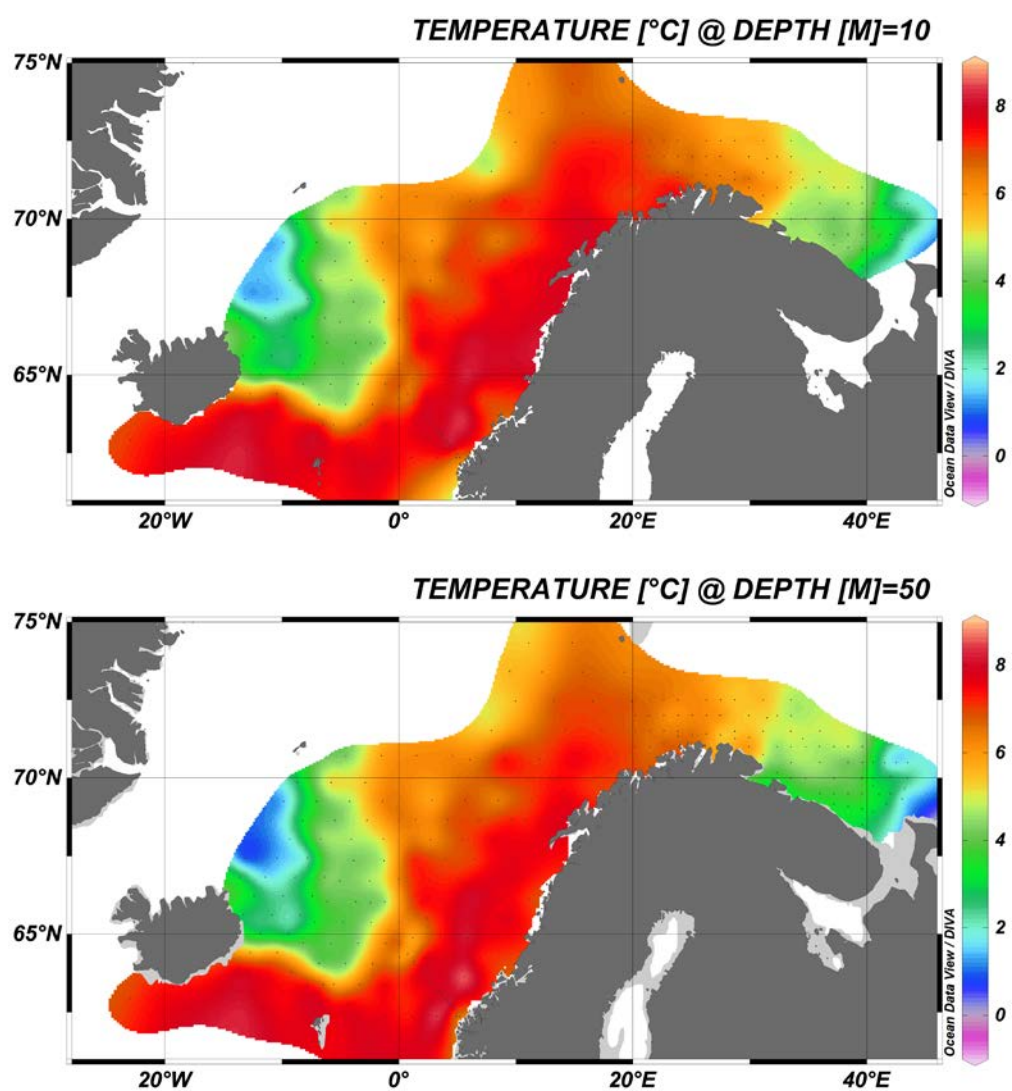 TEMPERATURE [°C] @ DEPTH [M]=10
75°N
8
6
70°N
4
65°N
2
0
Ocean Data View / DIVA
20°W
0°
20°E
40°E
TEMPERATURE [°C] @ DEPTH [M]=50
75°N
8
6
70°N
4
65°N
2
0
Ocean Data View / DIVA
20°W
0°
20°E
40°E